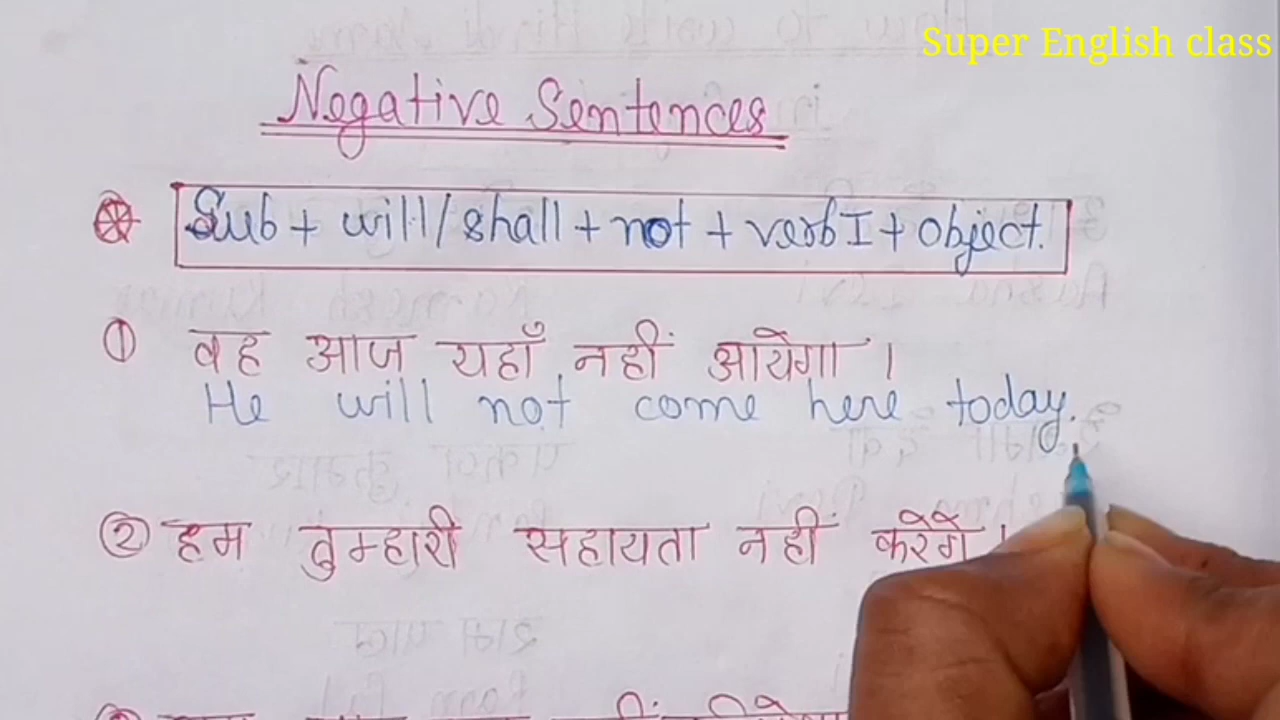 Super English class
Negative Sentences
Sub + will/shall + not + verb I + object.
① वह आज यहाँ नहीं आयेगा ।
He will not come here today.
② हम तुम्हारी सहायता नहीं करेंगे ।